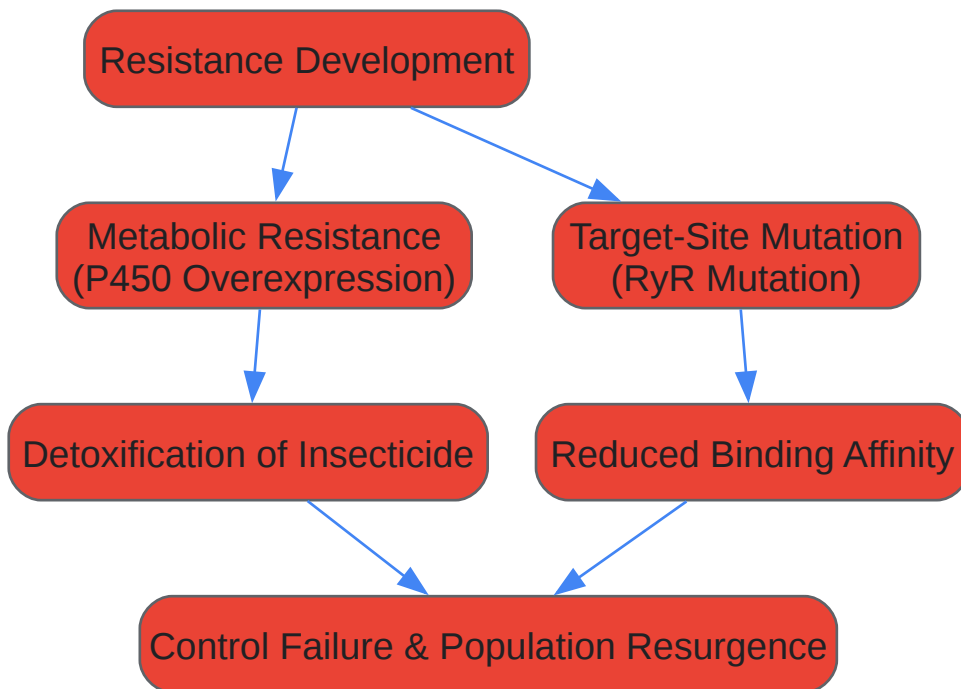 Resistance Development
Metabolic Resistance
(P450 Overexpression)
Target-Site Mutation
(RyR Mutation)
Detoxification of Insecticide
Reduced Binding Affinity
Control Failure & Population Resurgence